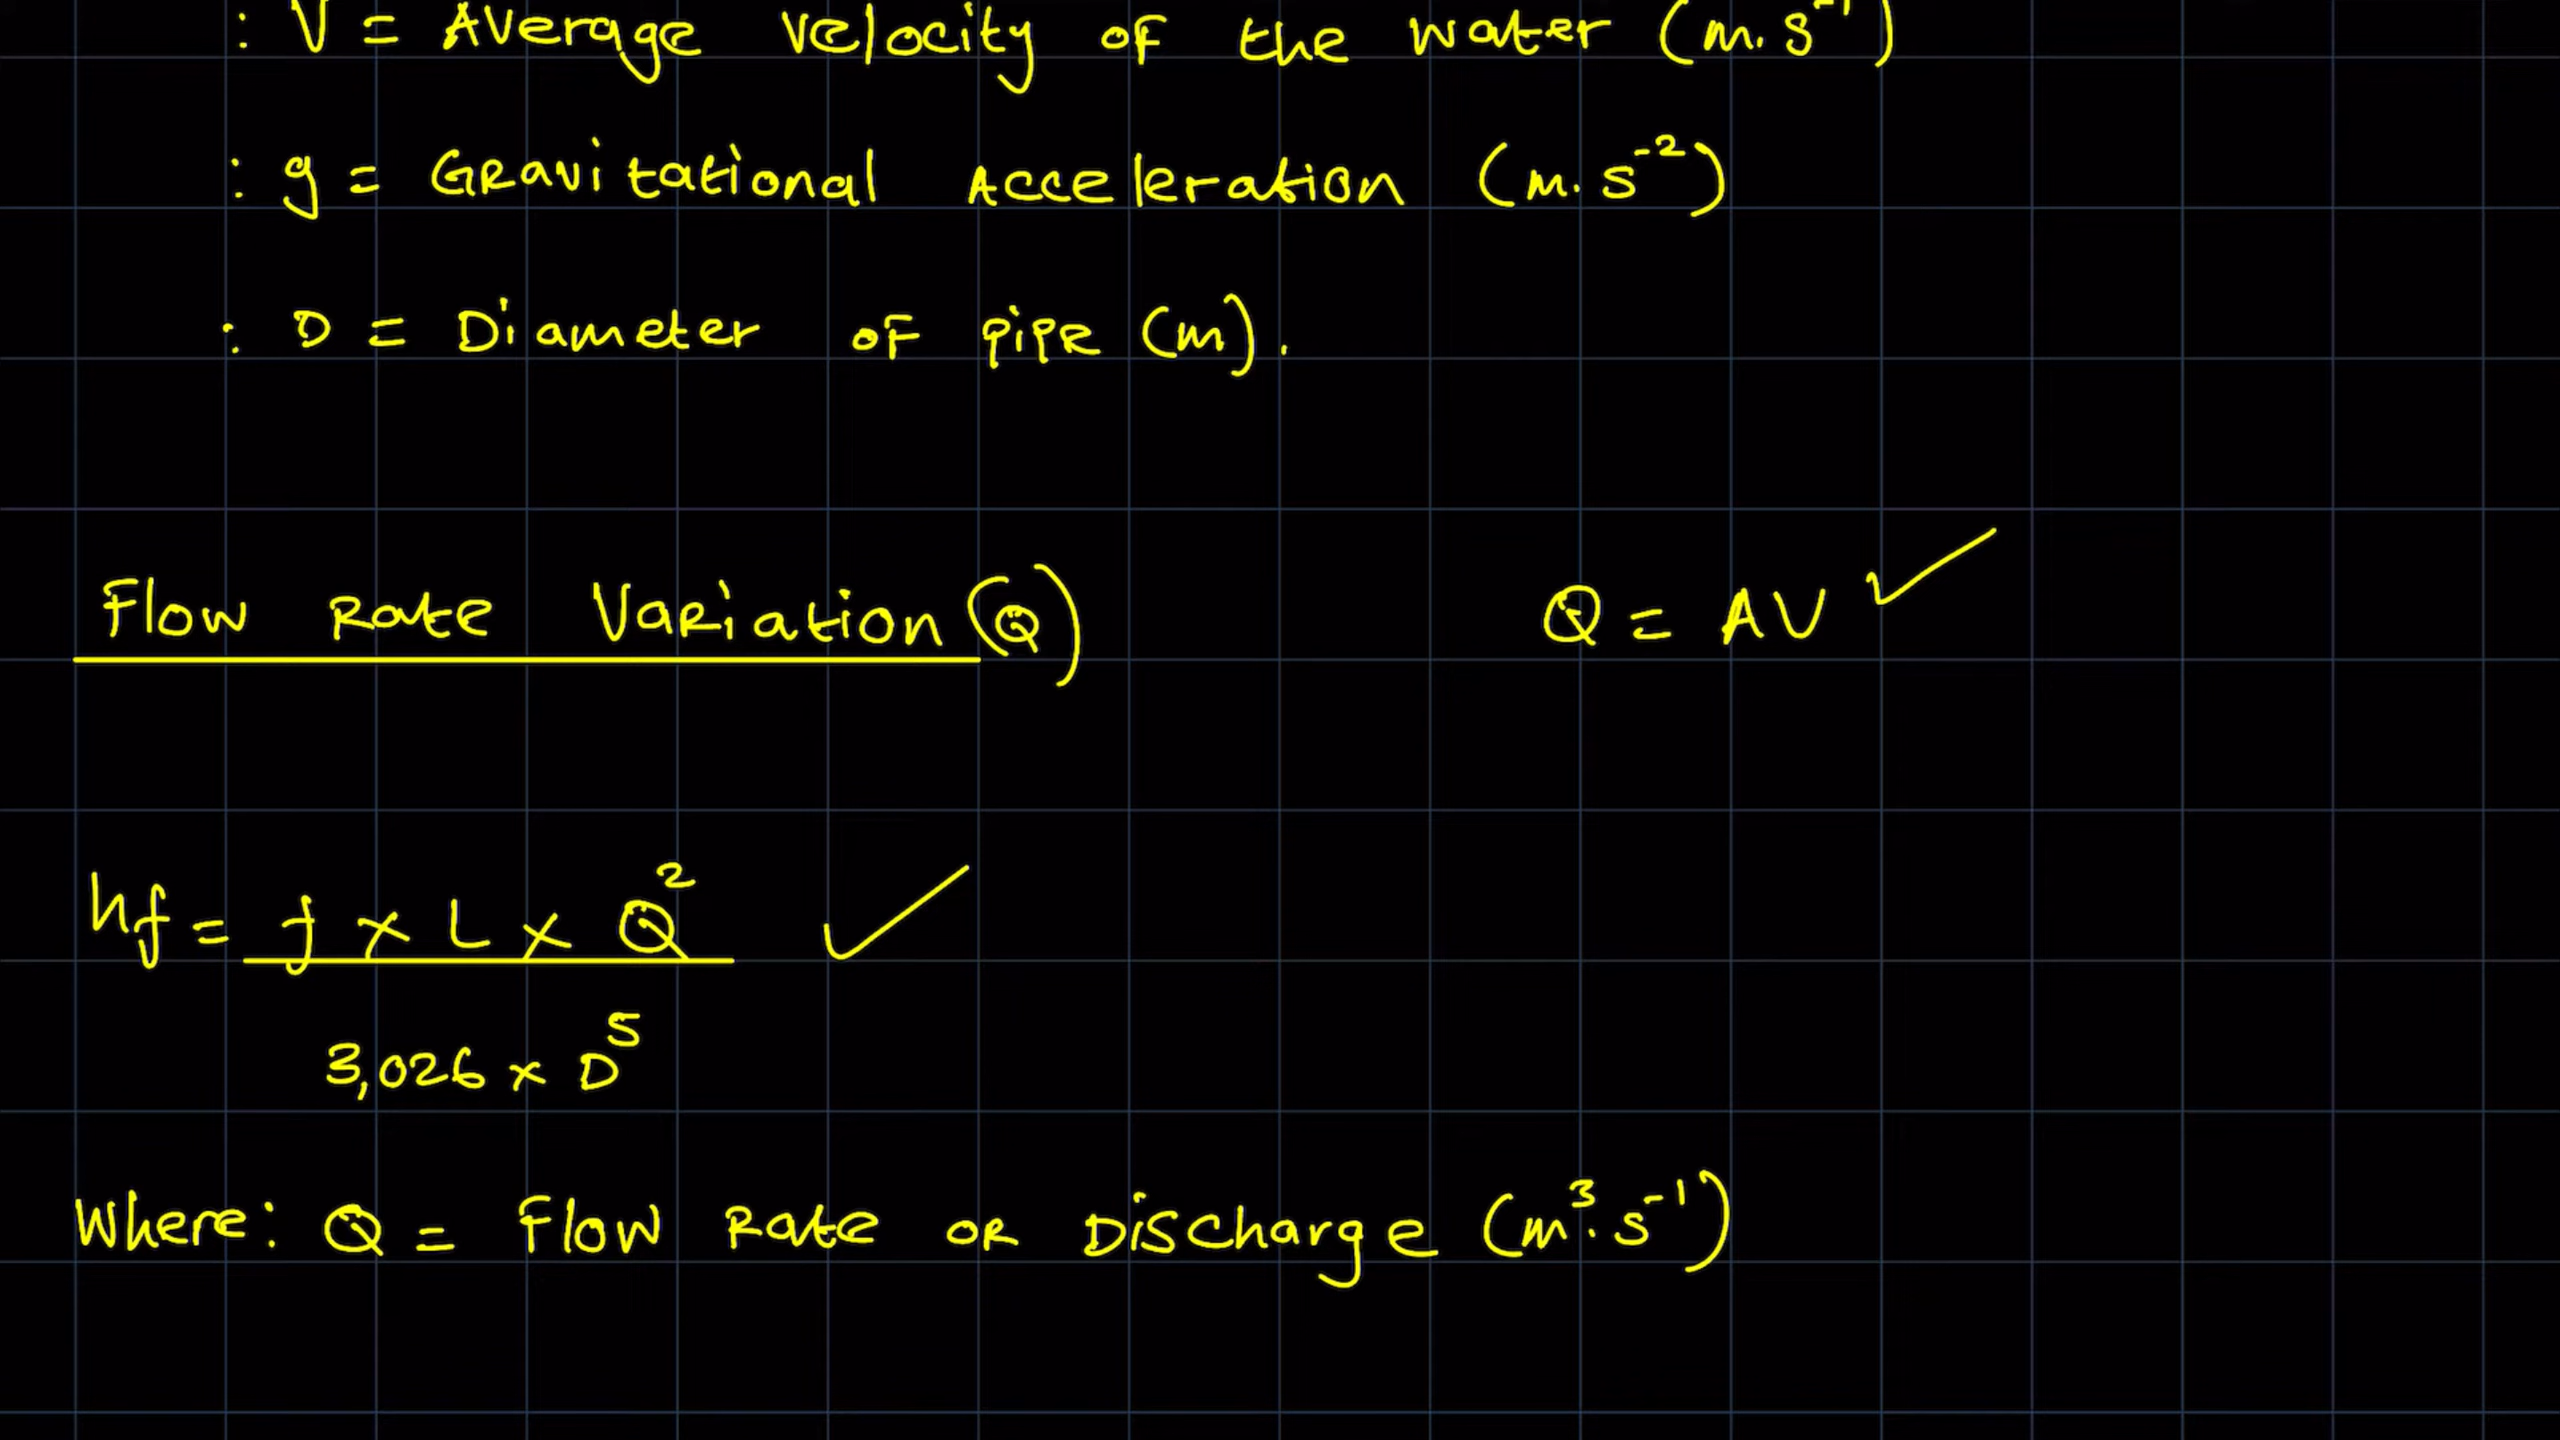 : V = Average velocity of the water (m.s⁻¹)
: g = Gravitational Acceleration (m.s⁻²)
: D = Diameter of pipe (m).
Flow Rate Variation (Q)
Q = AV ✓
hf = f × L × Q² ✓
3,026 × D⁵
Where: Q = Flow Rate or Discharge (m³.s⁻¹)